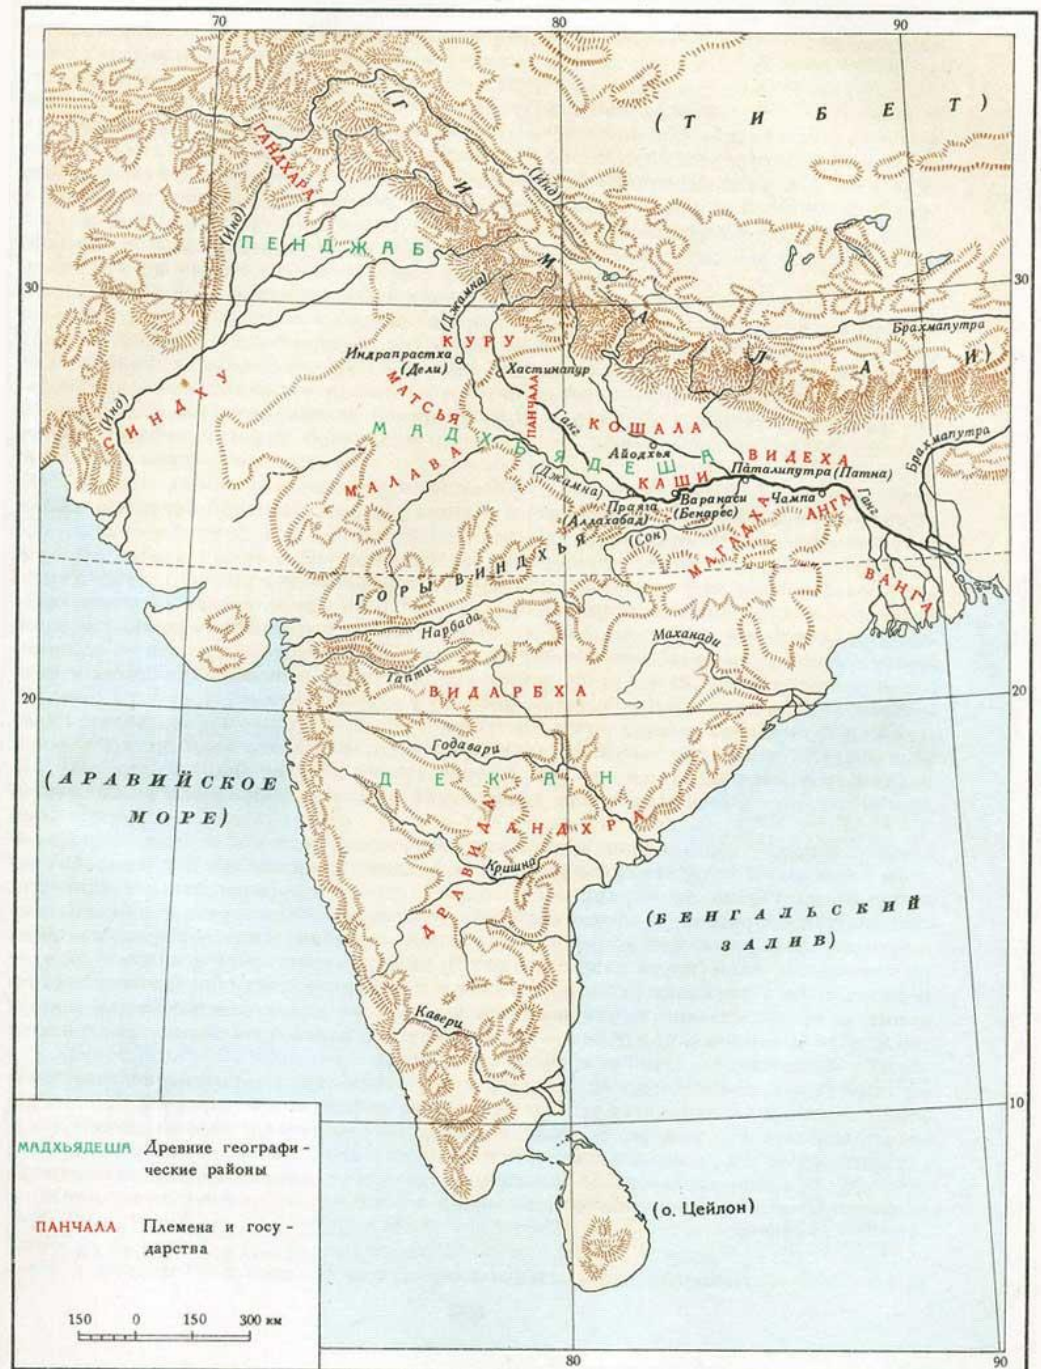 70 80 90
(ТИБЕТ)
(ГИМАЛАИ)
ГАНДХАРА
(Инд)
(Инд)
ПЕНДЖАБ
30
30
(Джамна)
Брахмапутра
КУРУ
Индрапрастха
(Дели)
Хастинапур
(Инд)
СИНДХУ
МАТСЬЯ
ПАНЧАЛА
Ганг
КОШАЛА
Брахмапутра
МАДХЬЯДЕША
Айодхья
ВИДЕХА
МАЛАВА
(Джамна)
КАШИ
Паталипутра (Патна)
Праяга
(Аллахабад)
Варанаси
(Бенарес)
Чампа
АНГА
Ганг
(Сон)
МАГАДХА
ГОРЫ ВИНДХЬЯ
ВАНГА
Нарбада
Маханади
Тапти
ВИДАРБХА
20
20
Годавари
(АРАВИЙСКОЕ
МОРЕ)
ДЕКАН
АНДХРА
ДРАВИДА
Кришна
(БЕНГАЛЬСКИЙ
ЗАЛИВ)
Кавери
10
МАДХЬЯДЕША Древние географи-
ческие районы
(о. Цейлон)
ПАНЧАЛА Племена и госу-
дарства
150 0 150 300 км
80 90